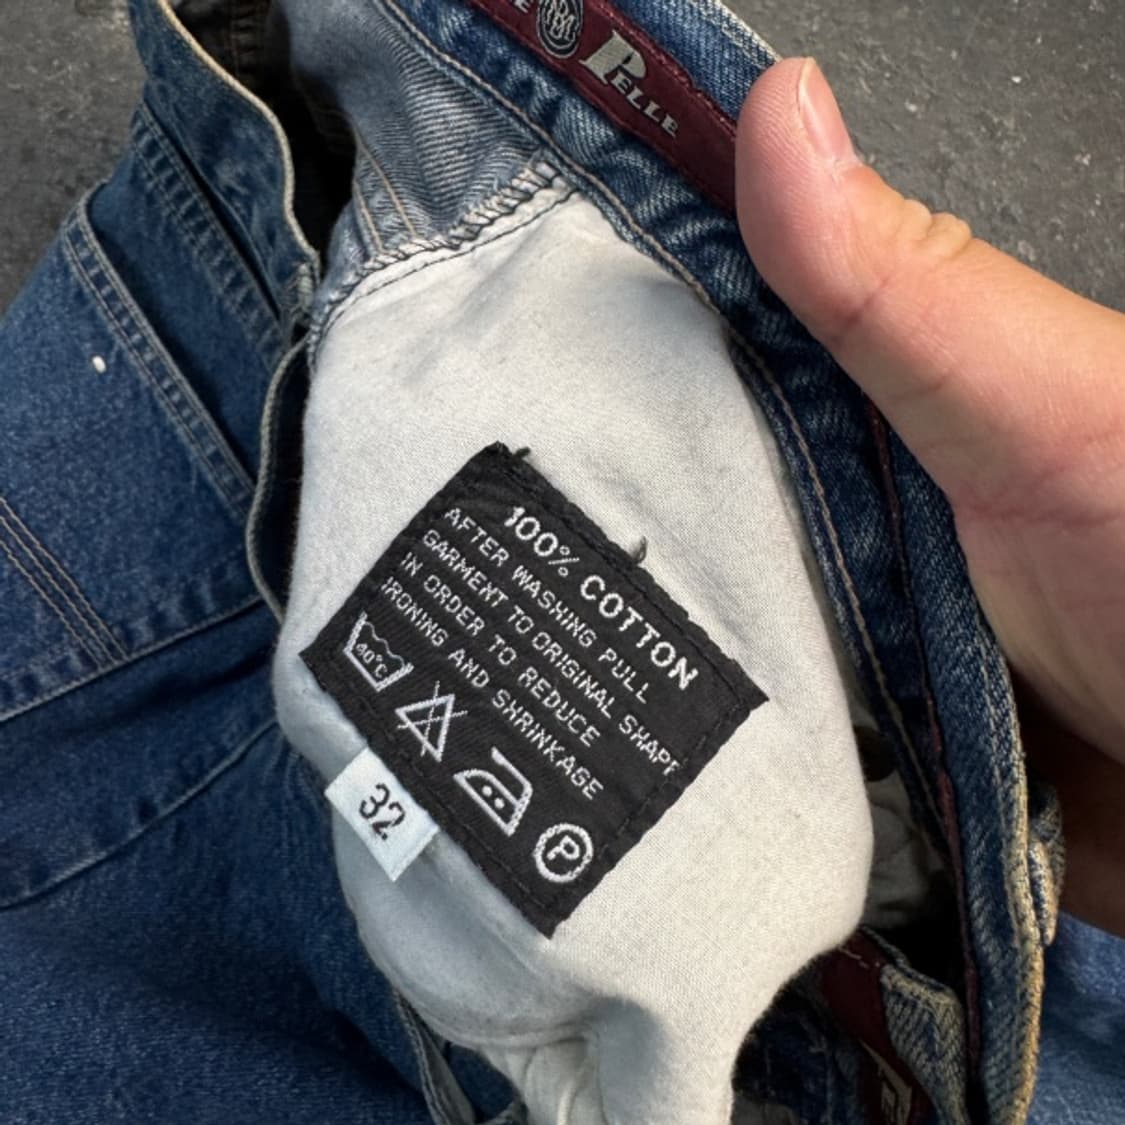 PELLE
100% COTTON
AFTER WASHING PULL
GARMENT TO ORIGINAL SHAPE
IN ORDER TO REDUCE
IRONING AND SHRINKAGE
40°C
P
32